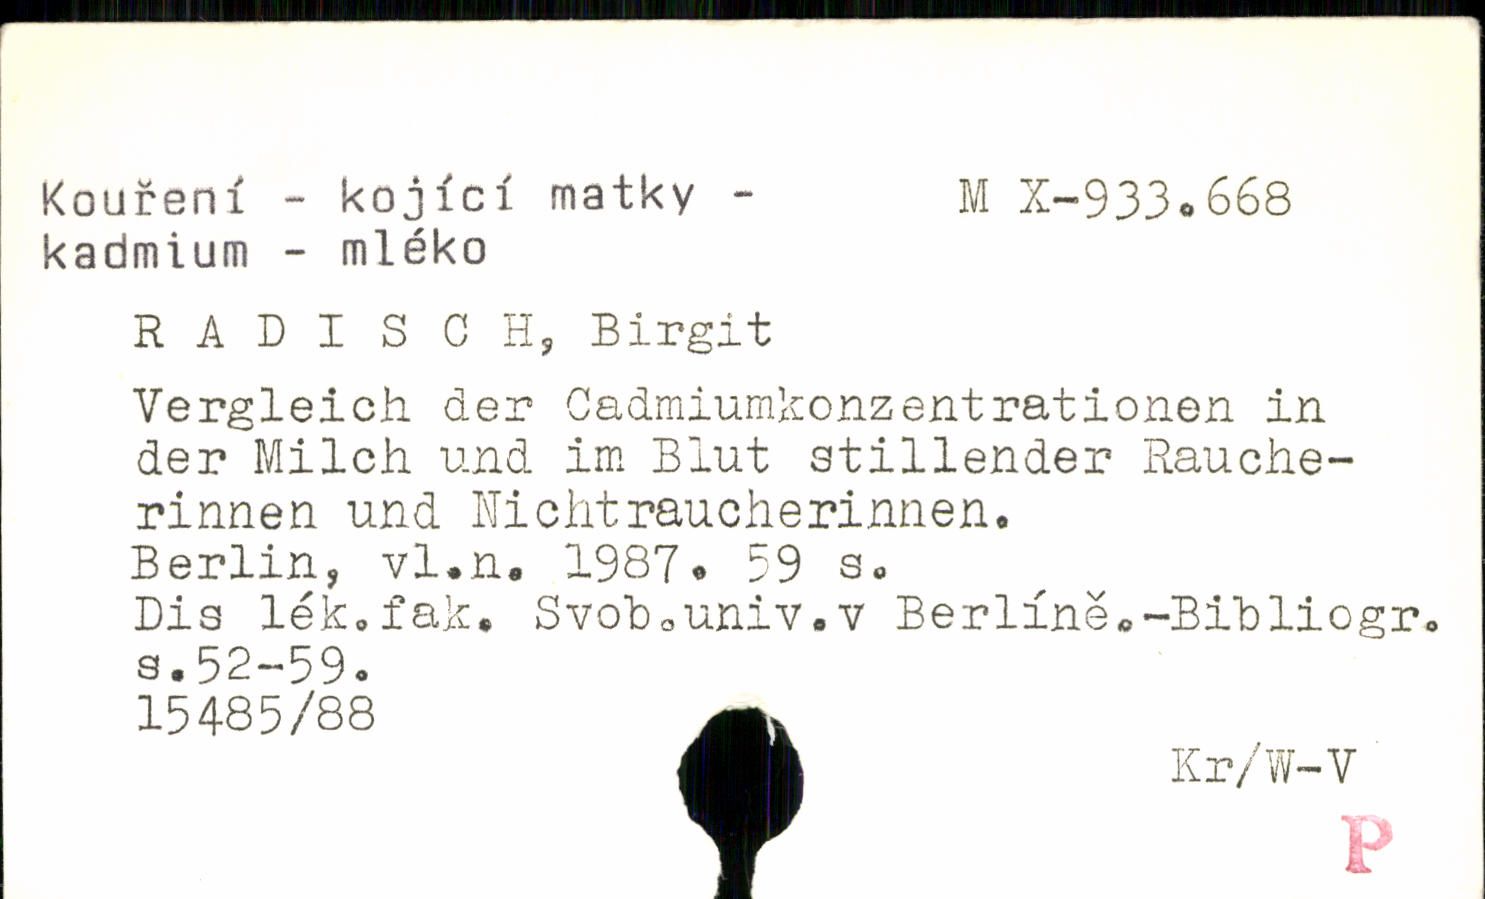 Kouření - kojící matky - M X-933.668
kadmium - mléko
R A D I S C H, Birgit
Vergleich der Cadmiumkonzentrationen in
der Milch und im Blut stillender Rauche-
rinnen und Nichtraucherinnen.
Berlin, vl.n. 1987. 59 s.
Dis lék.fak. Svob.univ.v Berlíně.-Bibliogr.
s.52-59.
15485/88
Kr/W-V
P